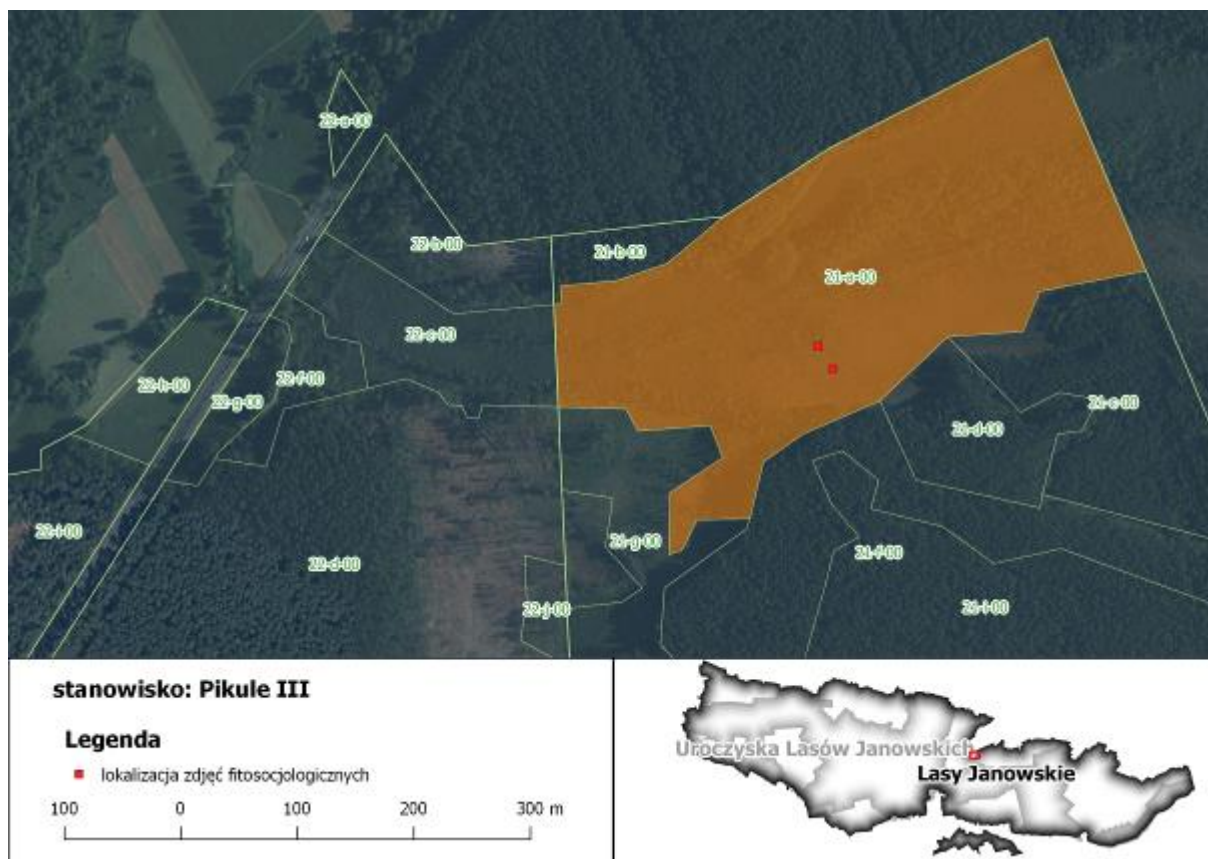 22-a-00
22-b-00
21-b-00
21-a-00
22-c-00
22-h-00
22-f-00
22-g-00
21-c-00
21-d-00
22-i-00
21-g-00
21-f-00
22-d-00
22-j-00
21-i-00
stanowisko: Pikule III
Legenda
lokalizacja zdjęć fitosocjologicznych
100 0 100 200 300 m
Uroczyska Lasów Janowskich
Lasy Janowskie